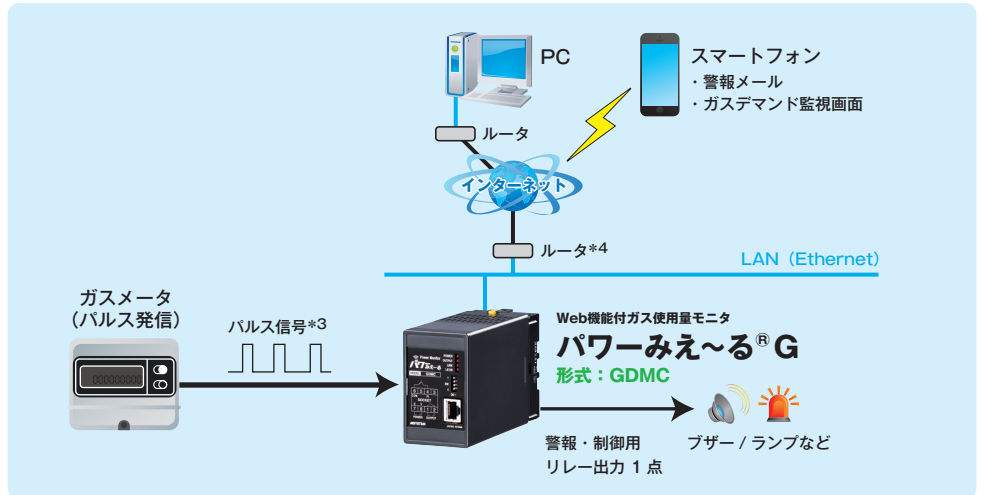 PC
スマートフォン
・警報メール
・ガスデマンド監視画面
ルータ
インターネット
ルータ*4
LAN（Ethernet）
ガスメータ
（パルス発信）
パルス信号*3
Web機能付ガス使用量モニタ
パワーみえ～る®G
形式：GDMC
警報・制御用
リレー出力 1 点
ブザー / ランプなど
Power Monitor
GDMC
SOCKET